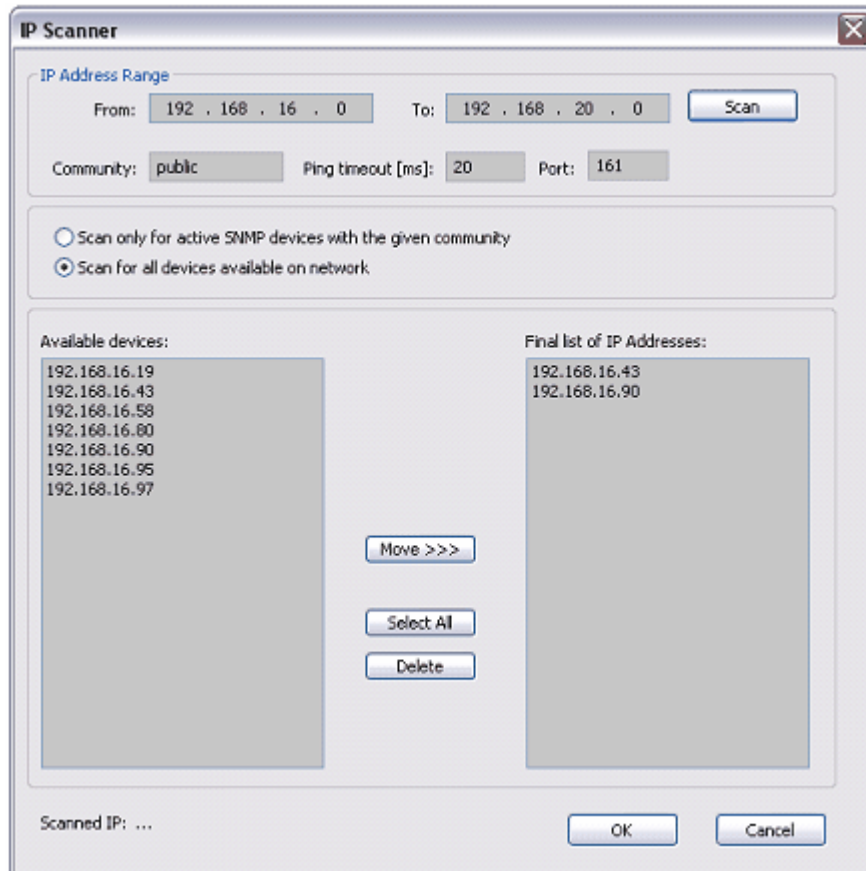 IP Scanner
IP Address Range
From: 192 . 168 . 16 . 0 To: 192 . 168 . 20 . 0 Scan
Community: public Ping timeout [ms]: 20 Port: 161
Scan only for active SNMP devices with the given community
Scan for all devices available on network
Available devices:
192.168.16.19
192.168.16.43
192.168.16.58
192.168.16.80
192.168.16.90
192.168.16.95
192.168.16.97
Move >>>
Select All
Delete
Final list of IP Addresses:
192.168.16.43
192.168.16.90
Scanned IP: ...
OK Cancel